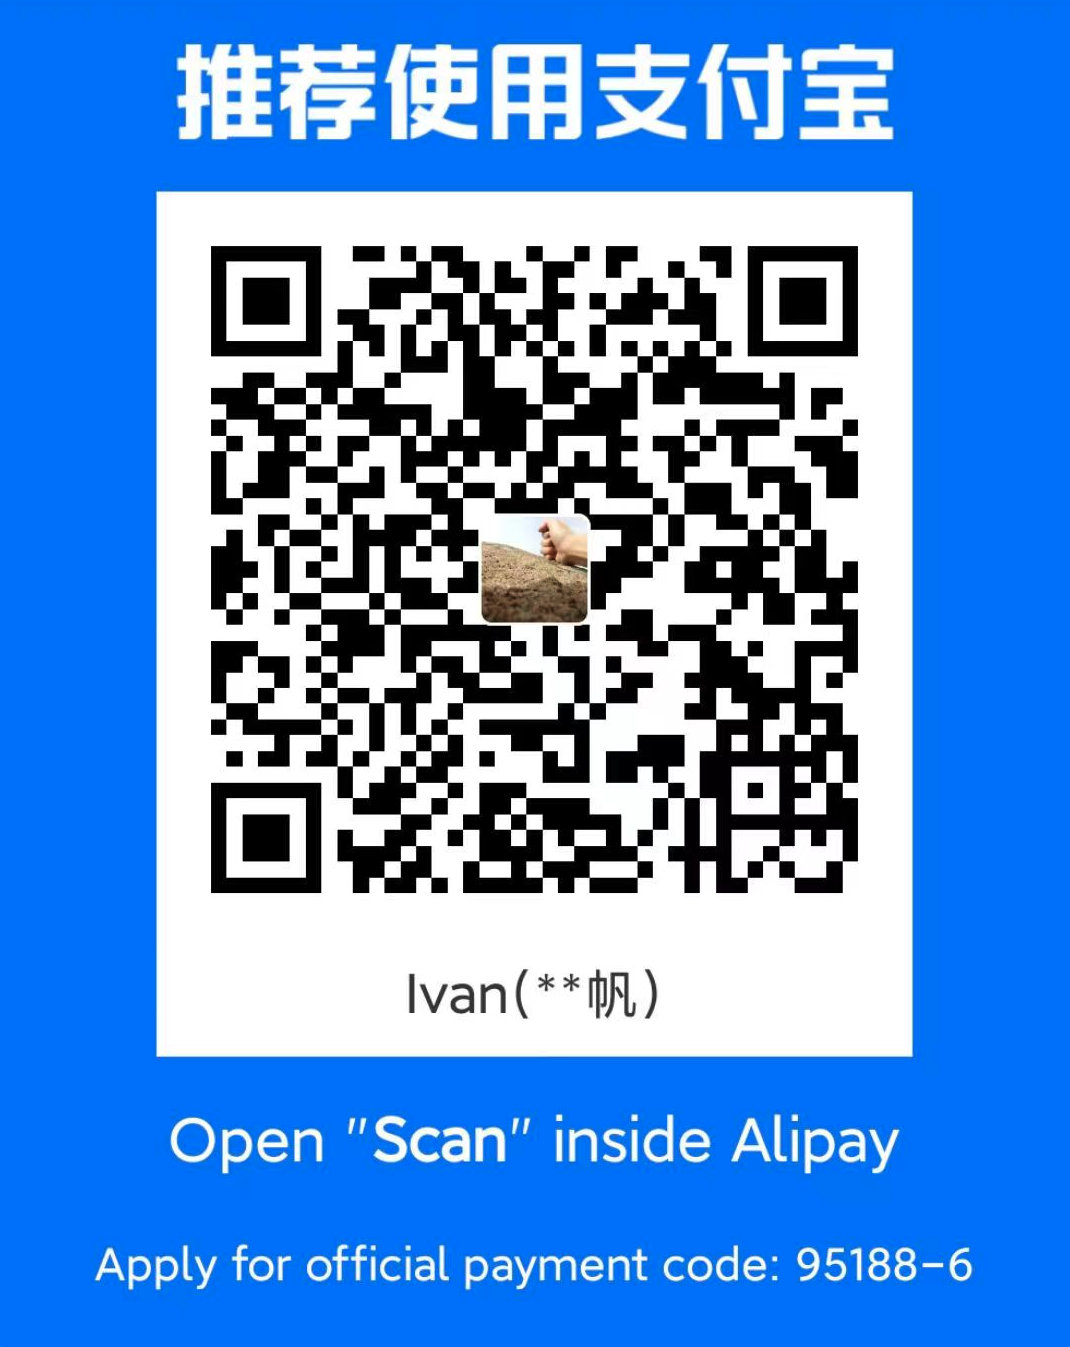 推荐使用支付宝
Ivan(**帆)
Open "Scan" inside Alipay
Apply for official payment code: 95188-6